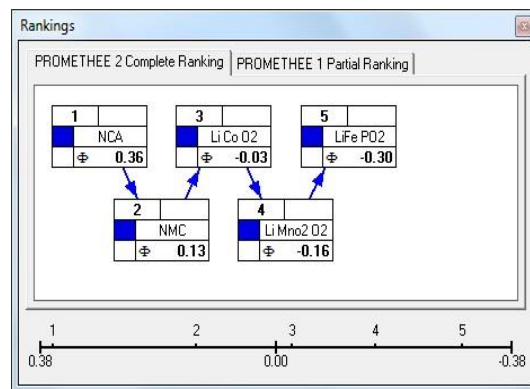 Rankings
PROMETHEE 2 Complete Ranking PROMETHEE 1 Partial Ranking
1 3 5
NCA Li Co O2 LiFe PO2
Φ 0.36 Φ -0.03 Φ -0.30
2 4
NMC Li Mno2 O2
Φ 0.13 Φ -0.16
1 2 3 4 5
0.38 0.00 -0.38